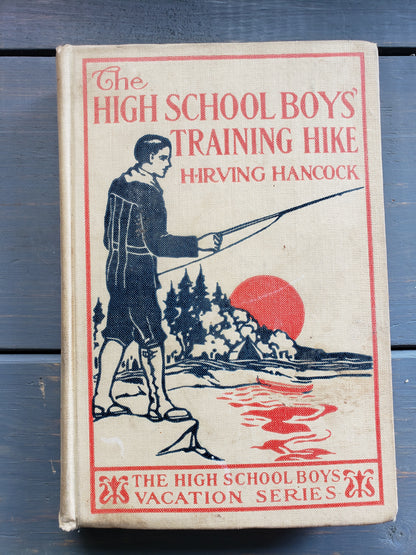 The
HIGH SCHOOL BOYS'
TRAINING HIKE
H·IRVING HANCOCK
THE HIGH SCHOOL BOYS
VACATION SERIES